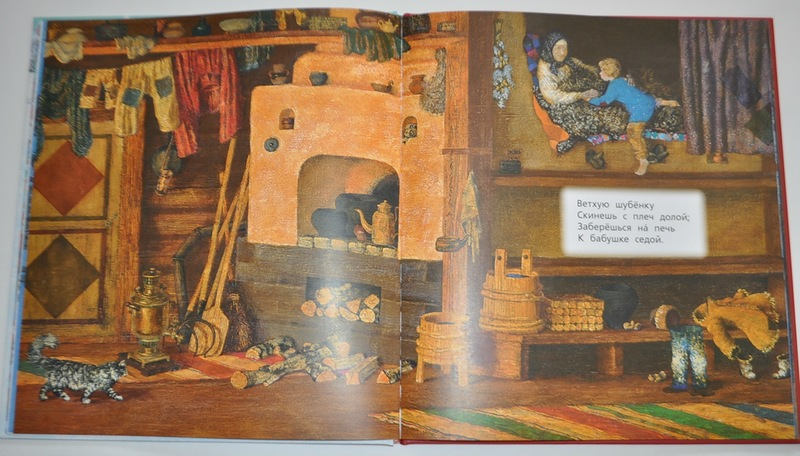 Ветхую шубёнку
Скинешь с плеч долой;
Заберёшься на́ печь
К бабушке седой.